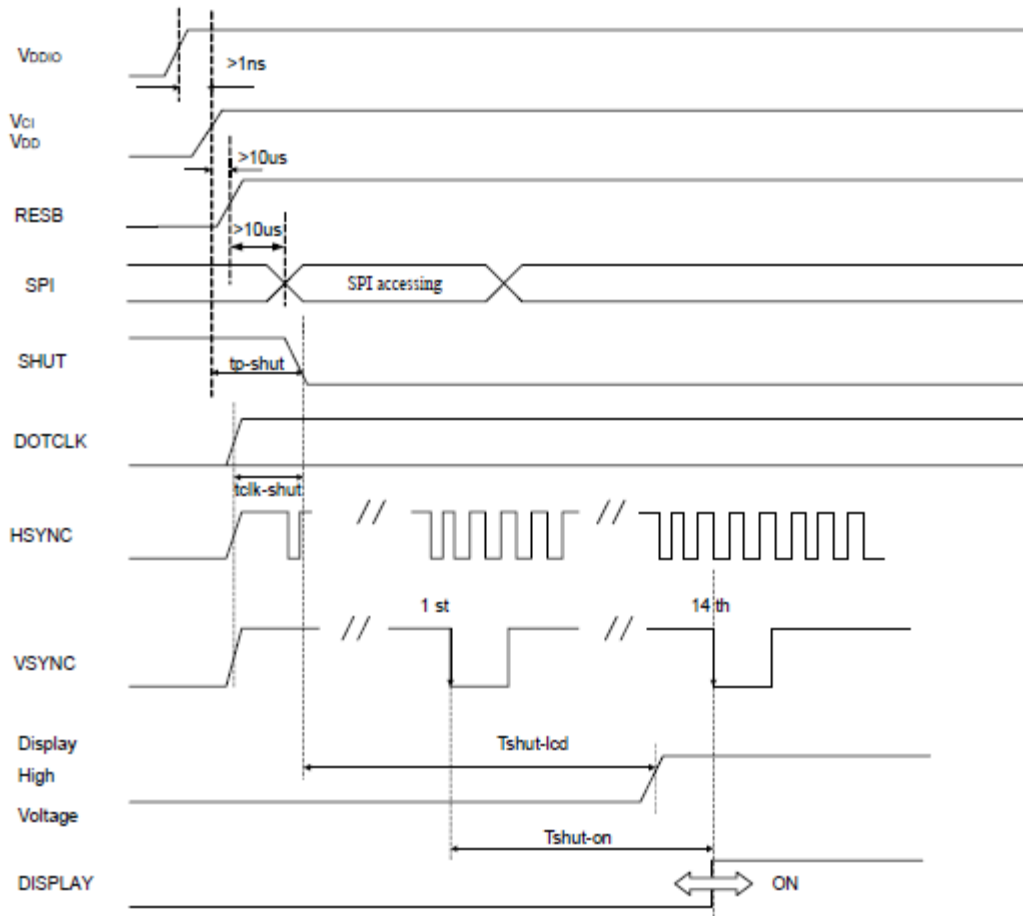 VDDIO
>1ns
VCI
VDD
>10us
RESB
>10us
SPI
SPI accessing
SHUT
tp-shut
DOTCLK
tclk-shut
HSYNC
//
//
1 st
14 th
VSYNC
//
//
Display
High
Voltage
Tshut-lcd
Tshut-on
DISPLAY
ON